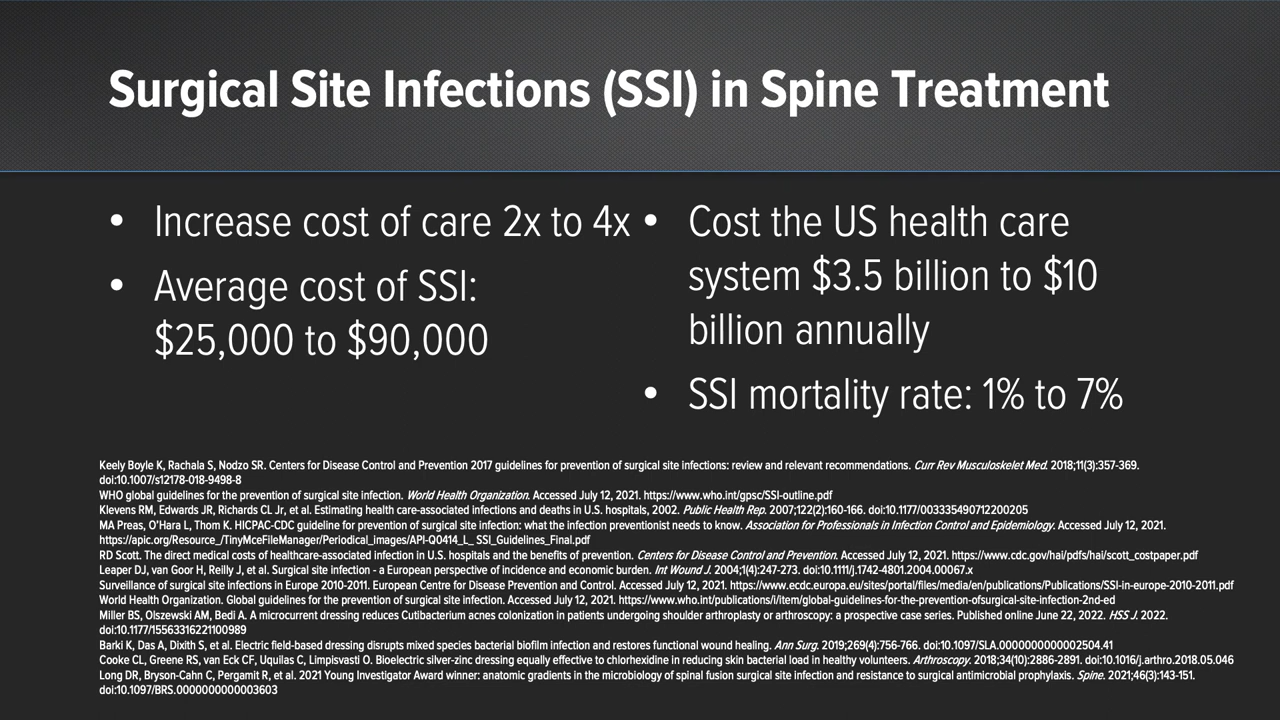 Surgical Site Infections (SSI) in Spine Treatment
• Increase cost of care 2x to 4x
• Average cost of SSI:
$25,000 to $90,000
• Cost the US health care
system $3.5 billion to $10
billion annually
• SSI mortality rate: 1% to 7%
Keely Boyle K, Rachala S, Nodzo SR. Centers for Disease Control and Prevention 2017 guidelines for prevention of surgical site infections: review and relevant recommendations. Curr Rev Musculoskelet Med. 2018;11(3):357-369.
doi:10.1007/s12178-018-9498-8
WHO global guidelines for the prevention of surgical site infection. World Health Organization. Accessed July 12, 2021. https://www.who.int/gpsc/SSI-outline.pdf
Klevens RM, Edwards JR, Richards CL Jr, et al. Estimating health care-associated infections and deaths in U.S. hospitals, 2002. Public Health Rep. 2007;122(2):160-166. doi:10.1177/003335490712200205
MA Preas, O'Hara L, Thom K. HICPAC-CDC guideline for prevention of surgical site infection: what the infection preventionist needs to know. Association for Professionals in Infection Control and Epidemiology. Accessed July 12, 2021.
https://apic.org/Resource_/TinyMceFileManager/Periodical_images/API-Q0414_L_ SSI_Guidelines_Final.pdf
RD Scott. The direct medical costs of healthcare-associated infection in U.S. hospitals and the benefits of prevention. Centers for Disease Control and Prevention. Accessed July 12, 2021. https://www.cdc.gov/hai/pdfs/hai/scott_costpaper.pdf
Leaper DJ, van Goor H, Reilly J, et al. Surgical site infection - a European perspective of incidence and economic burden. Int Wound J. 2004;1(4):247-273. doi:10.1111/j.1742-4801.2004.00067.x
Surveillance of surgical site infections in Europe 2010-2011. European Centre for Disease Prevention and Control. Accessed July 12, 2021. https://www.ecdc.europa.eu/sites/portal/files/media/en/publications/Publications/SSI-in-europe-2010-2011.pdf
World Health Organization. Global guidelines for the prevention of surgical site infection. Accessed July 12, 2021. https://www.who.int/publications/i/item/global-guidelines-for-the-prevention-ofsurgical-site-infection-2nd-ed
Miller BS, Olszewski AM, Bedi A. A microcurrent dressing reduces Cutibacterium acnes colonization in patients undergoing shoulder arthroplasty or arthroscopy: a prospective case series. Published online June 22, 2022. HSS J. 2022.
doi:10.1177/15563316221100989
Barki K, Das A, Dixith S, et al. Electric field-based dressing disrupts mixed species bacterial biofilm infection and restores functional wound healing. Ann Surg. 2019;269(4):756-766. doi:10.1097/SLA.0000000000002504.41
Cooke CL, Greene RS, van Eck CF, Uquilas C, Limpisvasti O. Bioelectric silver-zinc dressing equally effective to chlorhexidine in reducing skin bacterial load in healthy volunteers. Arthroscopy. 2018;34(10):2886-2891. doi:10.1016/j.arthro.2018.05.046
Long DR, Bryson-Cahn C, Pergamit R, et al. 2021 Young Investigator Award winner: anatomic gradients in the microbiology of spinal fusion surgical site infection and resistance to surgical antimicrobial prophylaxis. Spine. 2021;46(3):143-151.
doi:10.1097/BRS.0000000000003603